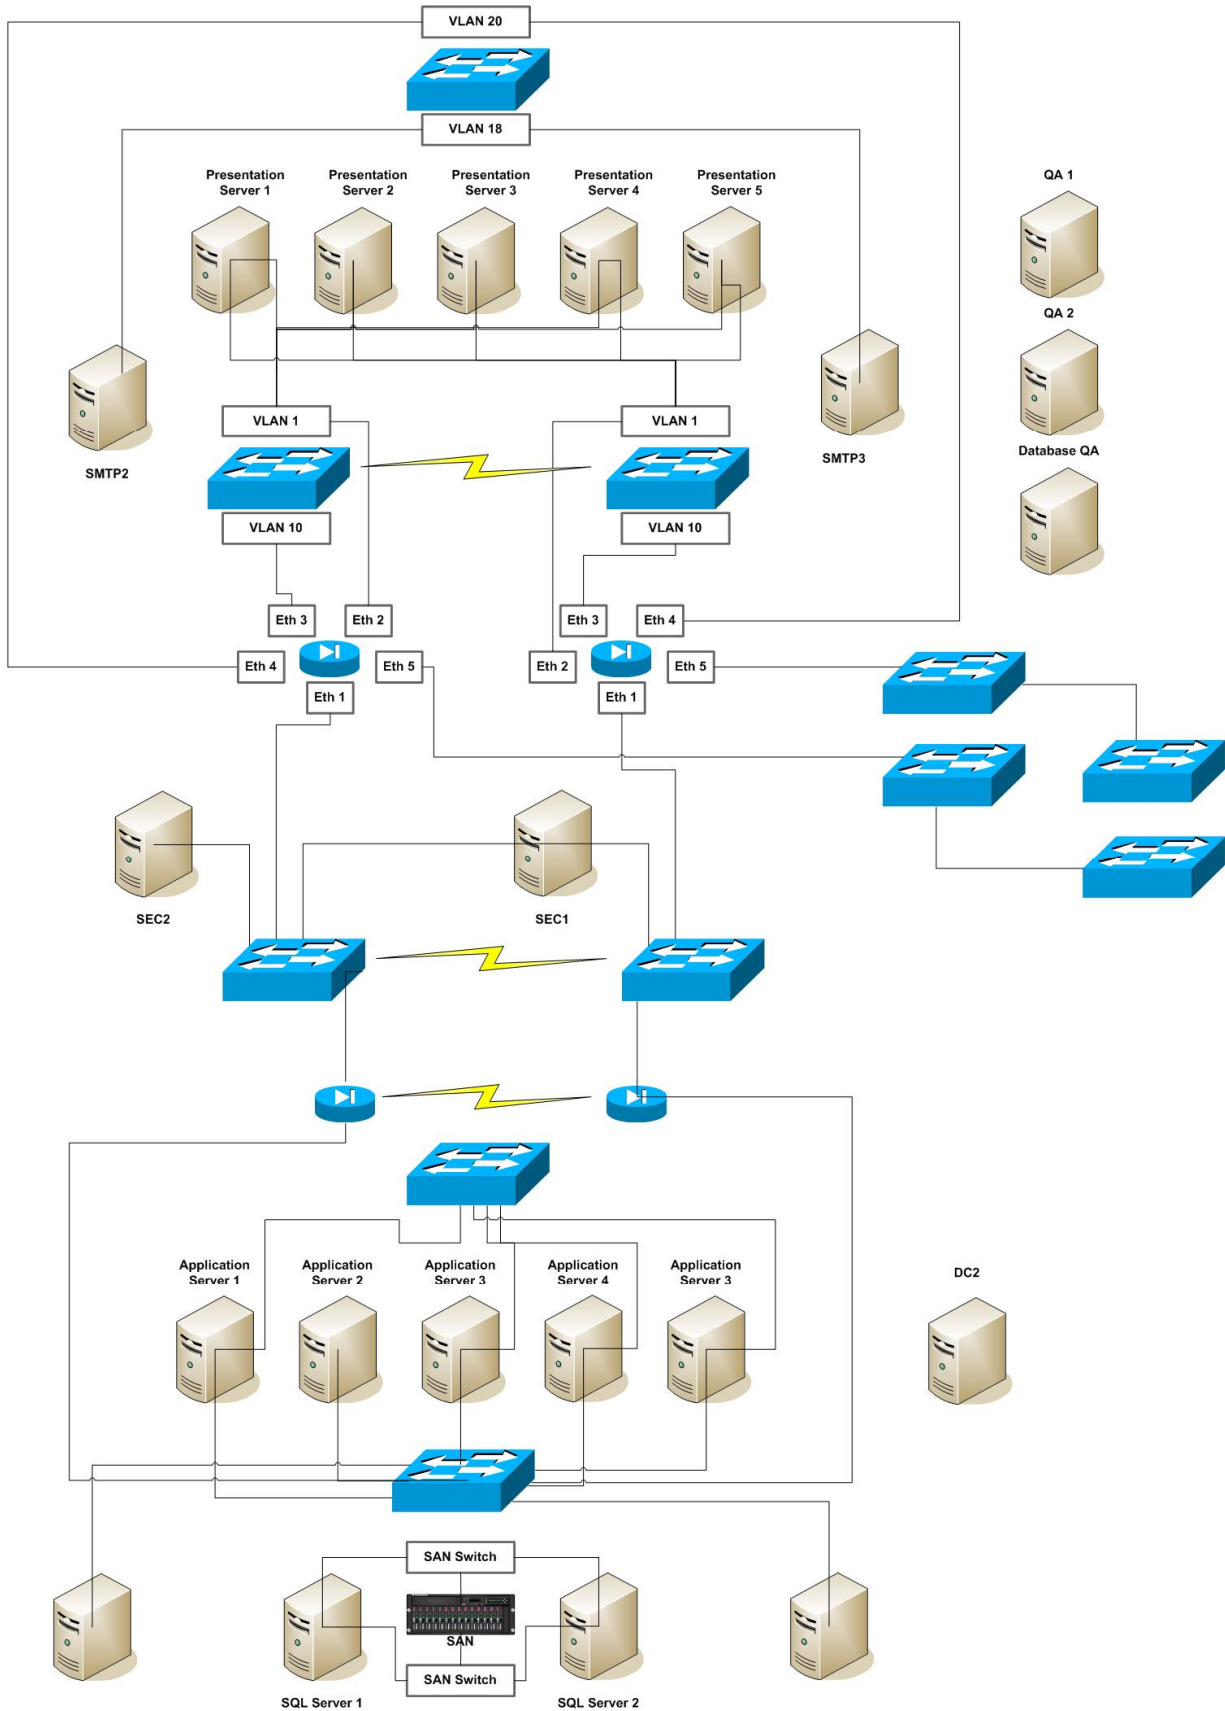 VLAN 20
VLAN 18
Presentation
Server 1
Presentation
Server 2
Presentation
Server 3
Presentation
Server 4
Presentation
Server 5
QA 1
QA 2
Database QA
SMTP2
SMTP3
VLAN 1
VLAN 1
VLAN 10
VLAN 10
Eth 3
Eth 2
Eth 4
Eth 5
Eth 1
Eth 3
Eth 4
Eth 2
Eth 5
Eth 1
SEC2
SEC1
Application
Server 1
Application
Server 2
Application
Server 3
Application
Server 4
Application
Server 3
DC2
SAN Switch
SAN
SAN Switch
SQL Server 1
SQL Server 2